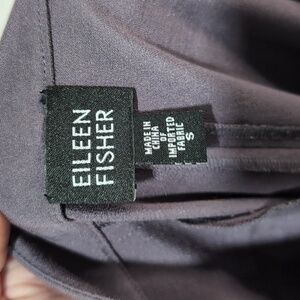 EILEEN
FISHER
MADE IN
CHINA
OF
IMPORTED
FABRIC
S